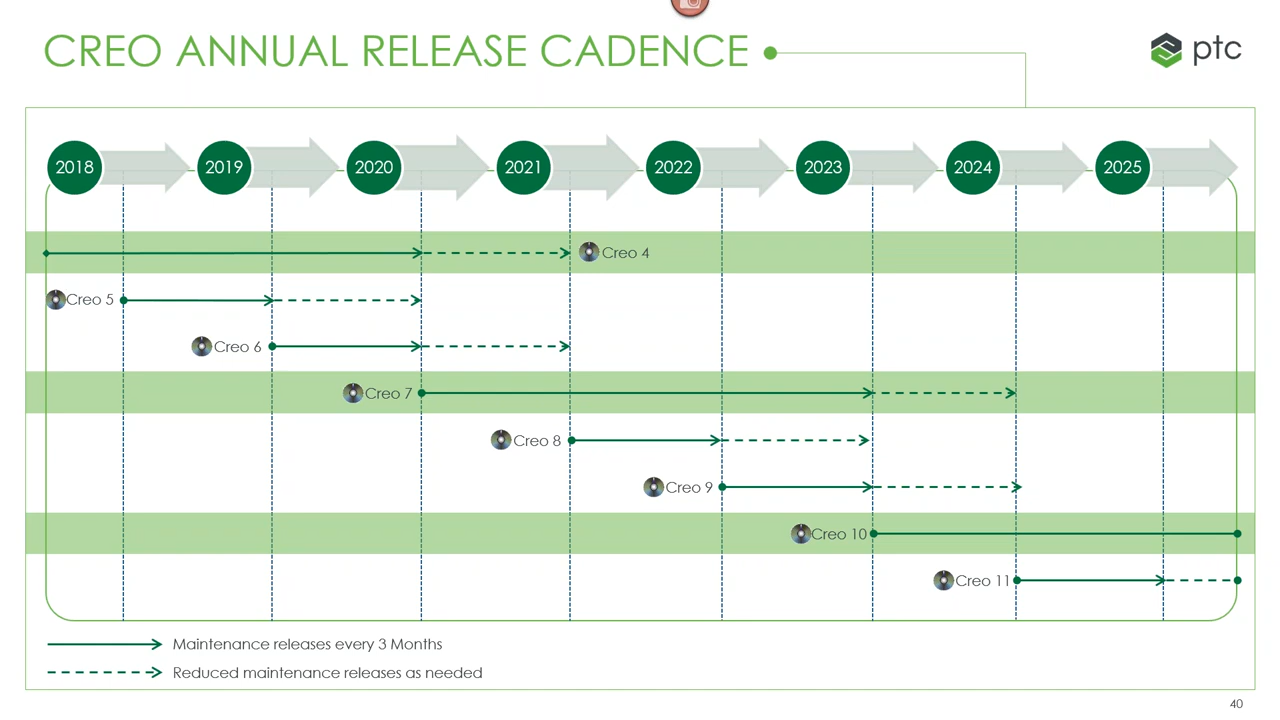 CREO ANNUAL RELEASE CADENCE
ptc
2018 2019 2020 2021 2022 2023 2024 2025
Creo 4
Creo 5
Creo 6
Creo 7
Creo 8
Creo 9
Creo 10
Creo 11
Maintenance releases every 3 Months
Reduced maintenance releases as needed
40